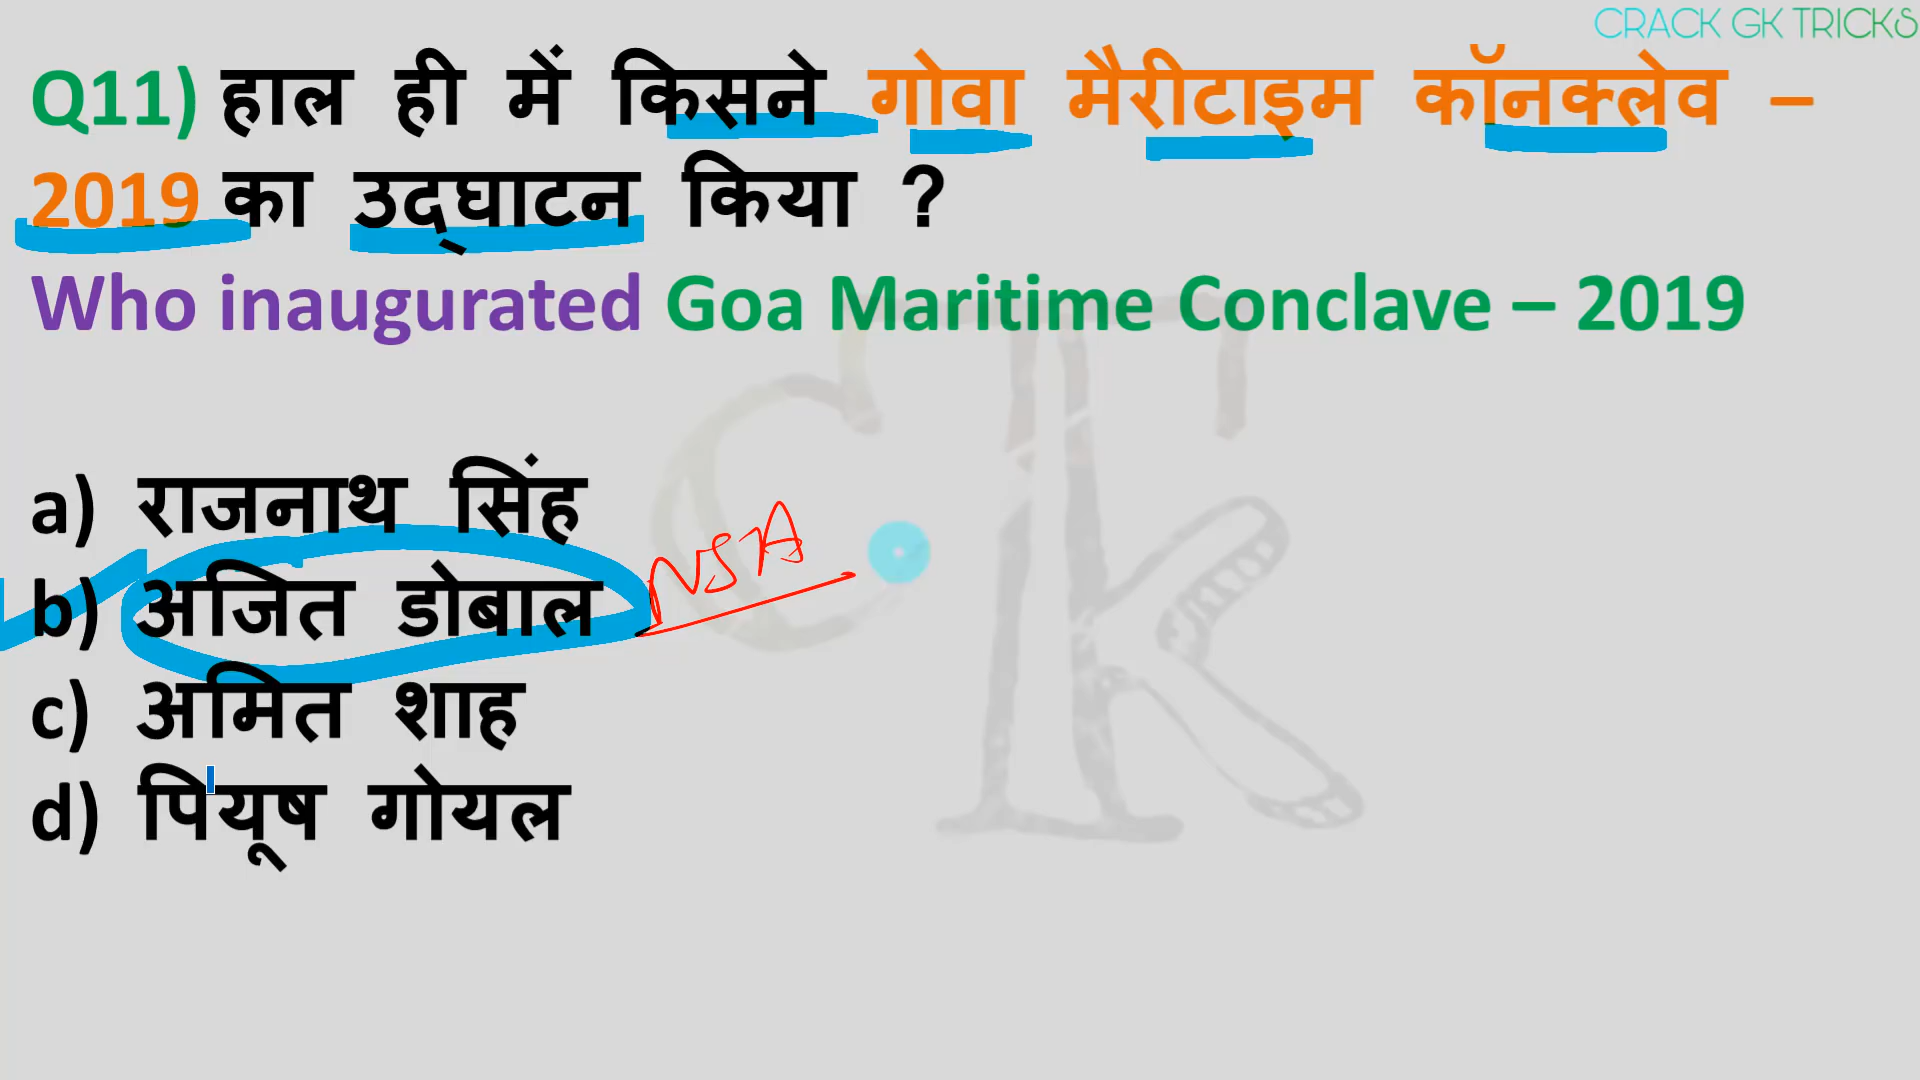 CRACK GK TRICKS
Q11) हाल ही में किसने गोवा मैरीटाइम कॉनक्लेव –
2019 का उद्घाटन किया ?
Who inaugurated Goa Maritime Conclave – 2019
a) राजनाथ सिंह
b) अजित डोबाल NSA
c) अमित शाह
d) पियूष गोयल